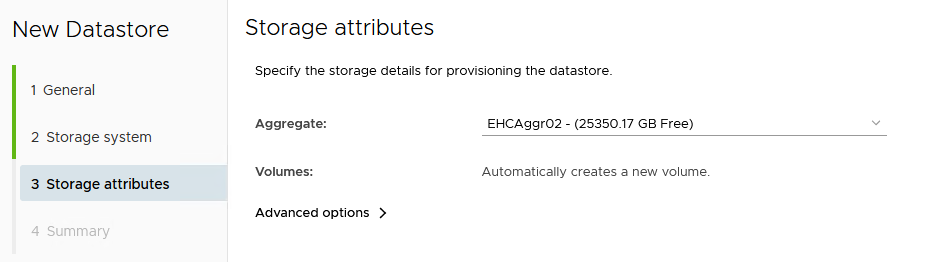 New Datastore
1 General
2 Storage system
3 Storage attributes
4 Summary
Storage attributes
Specify the storage details for provisioning the datastore.
Aggregate: EHCAggr02 - (25350.17 GB Free)
Volumes: Automatically creates a new volume.
Advanced options